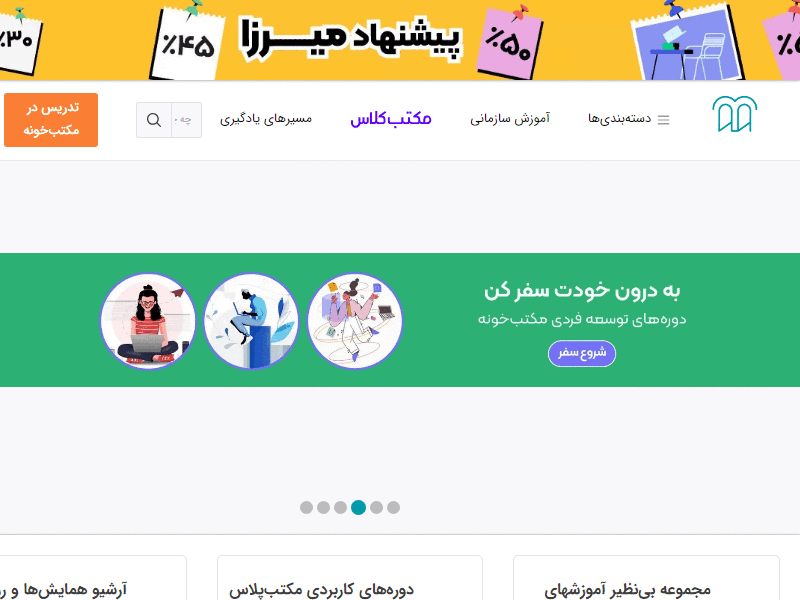 ٪۳۰
٪۴۵
پیشنهاد میرزا
٪۵۰
دسته‌بندی‌ها
آموزش سازمانی
مکتب‌کلاس
مسیرهای یادگیری
تدریس در
مکتب‌خونه
به درون خودت سفر کن
دوره‌های توسعه فردی مکتب‌خونه
شروع سفر
مجموعه بی‌نظیر آموزشهای
دوره‌های کاربردی مکتب‌پلاس
آرشیو همایش‌ها و